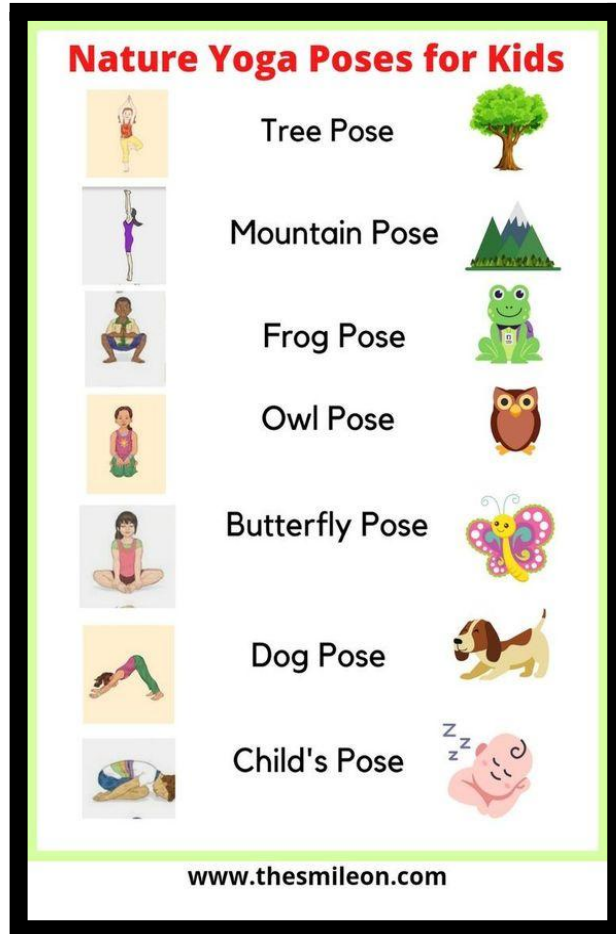 Nature Yoga Poses for Kids
Tree Pose
Mountain Pose
Frog Pose
Owl Pose
Butterfly Pose
Dog Pose
Child's Pose
Z
Z
Z
www.thesmileon.com